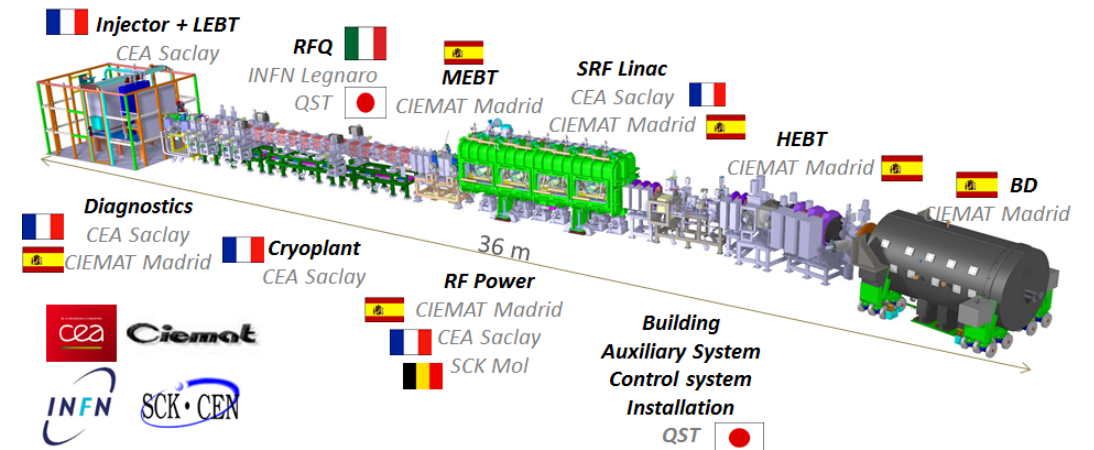 Injector + LEBT
CEA Saclay
RFQ
INFN Legnaro
QST
MEBT
CIEMAT Madrid
SRF Linac
CEA Saclay
CIEMAT Madrid
HEBT
CIEMAT Madrid
BD
CIEMAT Madrid
36 m
Diagnostics
CEA Saclay
CIEMAT Madrid
Cryoplant
CEA Saclay
RF Power
CIEMAT Madrid
CEA Saclay
SCK Mol
Building
Auxiliary System
Control system
Installation
QST
cea
Ciemat
INFN
SCK•CEN